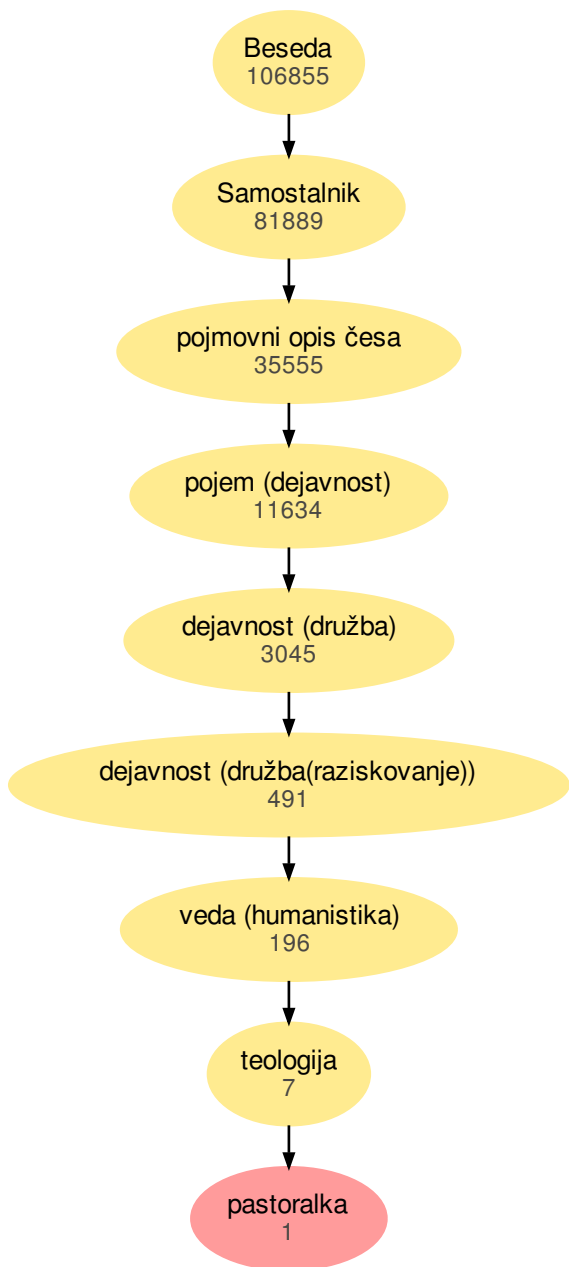 Beseda
106855
Samostalnik
81889
pojmovni opis česa
35555
pojem (dejavnost)
11634
dejavnost (družba)
3045
dejavnost (družba(raziskovanje))
491
veda (humanistika)
196
teologija
7
pastoralka
1